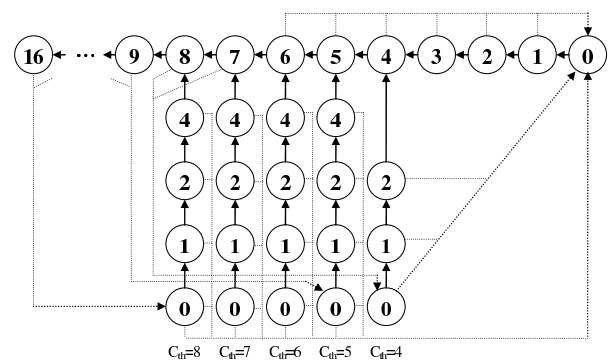 16 ... 9 8 7 6 5 4 3 2 1 0
4 4 4 4
2 2 2 2 2
1 1 1 1 1
0 0 0 0 0
Cth=8 Cth=7 Cth=6 Cth=5 Cth=4